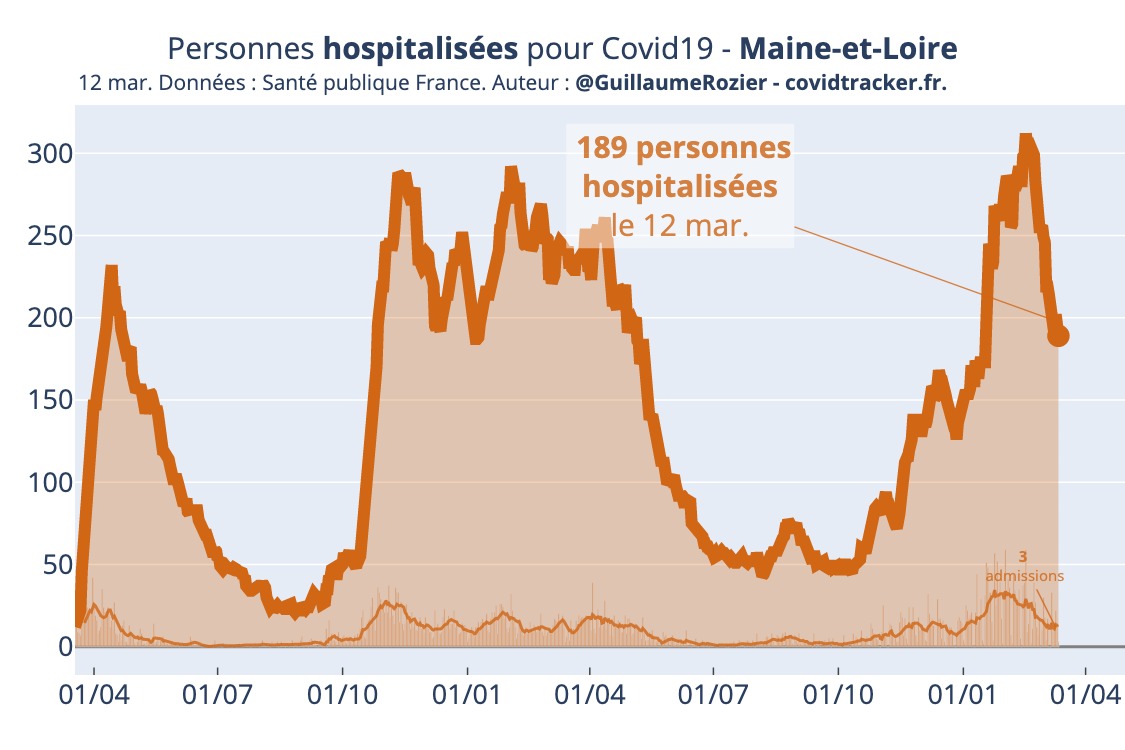 Personnes hospitalisées pour Covid19 - Maine-et-Loire
12 mar. Données : Santé publique France. Auteur : @GuillaumeRozier - covidtracker.fr.
189 personnes
hospitalisées
le 12 mar.
300
250
200
150
100
50
0
3
admissions
01/04
01/07
01/10
01/01
01/04
01/07
01/10
01/01
01/04